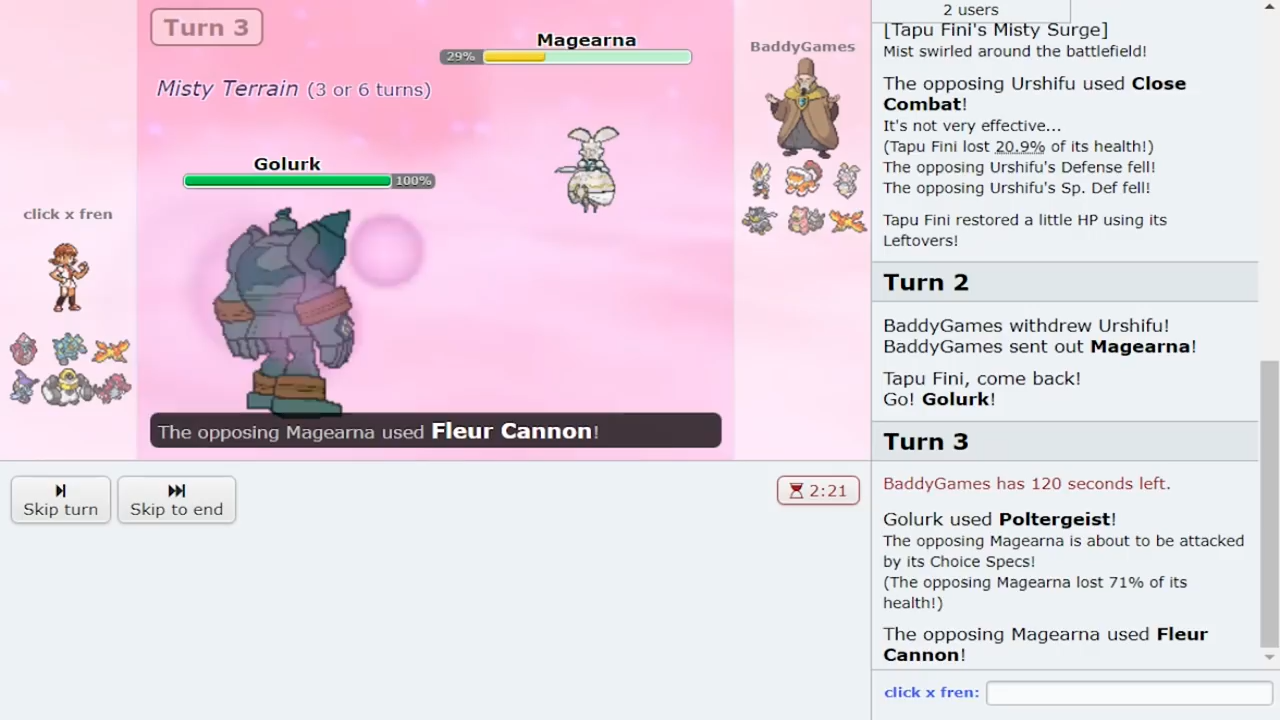 Turn 3
Misty Terrain (3 or 6 turns)
Magearna
29%
Golurk
100%
The opposing Magearna used Fleur Cannon!
click x fren
BaddyGames
Skip turn
Skip to end
2:21
2 users
[Tapu Fini's Misty Surge]
Mist swirled around the battlefield!
The opposing Urshifu used Close
Combat!
It's not very effective...
(Tapu Fini lost 20.9% of its health!)
The opposing Urshifu's Defense fell!
The opposing Urshifu's Sp. Def fell!
Tapu Fini restored a little HP using its
Leftovers!
Turn 2
BaddyGames withdrew Urshifu!
BaddyGames sent out Magearna!
Tapu Fini, come back!
Go! Golurk!
Turn 3
BaddyGames has 120 seconds left.
Golurk used Poltergeist!
The opposing Magearna is about to be attacked
by its Choice Specs!
(The opposing Magearna lost 71% of its
health!)
The opposing Magearna used Fleur
Cannon!
click x fren: